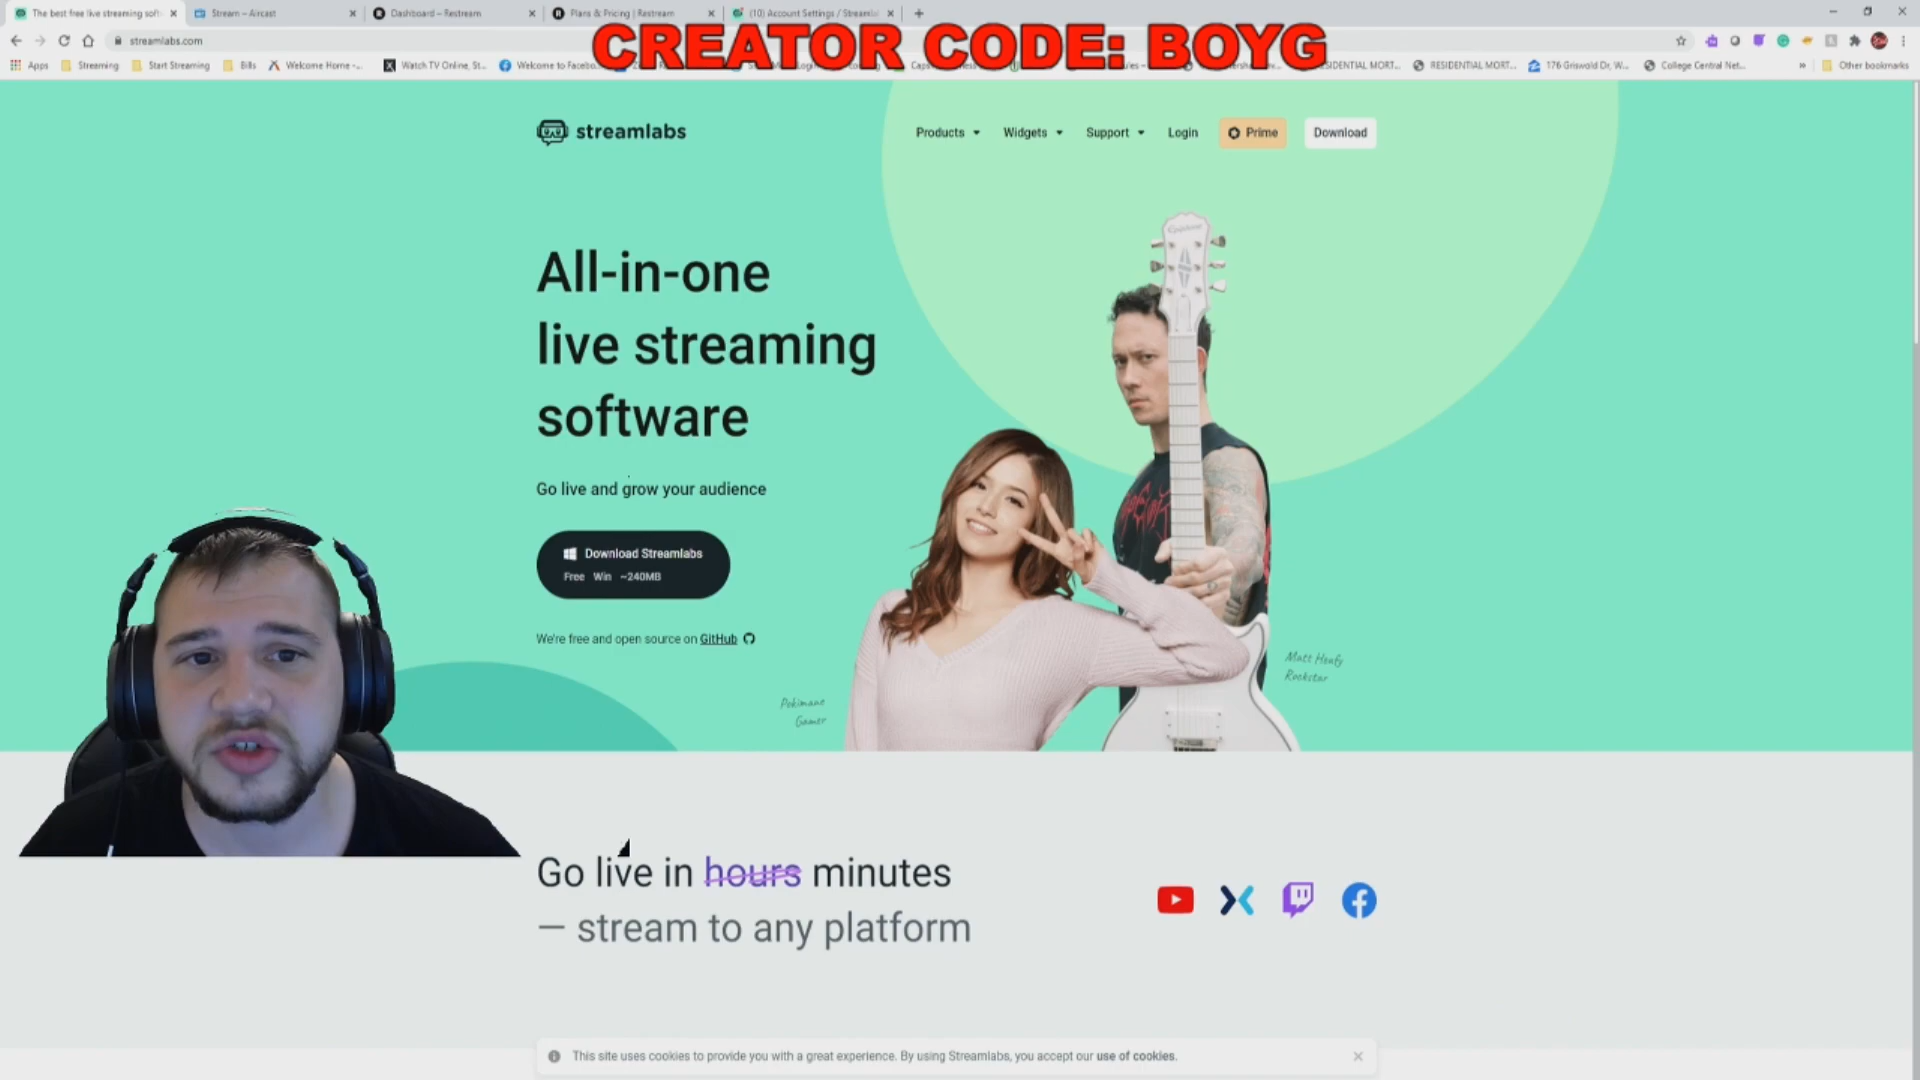 The best free live streaming soft
Stream – Aircast
Dashboard – Restream
Plans & Pricing | Restream
(10) Account Settings / Streamlab
streamlabs.com
CREATOR CODE: BOYG
Apps
Streaming
Start Streaming
Bills
Welcome Home -...
Watch TV Online, St...
Welcome to Facebo...
RESIDENTIAL MORT...
176 Griswold Dr, W...
College Central Net...
»
Other bookmarks
streamlabs
Products
Widgets
Support
Login
Prime
Download
All-in-one
live streaming
software
Go live and grow your audience
Download Streamlabs
Free Win ~240MB
We're free and open source on GitHub
Epiphone
Pokimane
Gamer
Matt Heafy
Rockstar
Go live in hours minutes
— stream to any platform
This site uses cookies to provide you with a great experience. By using Streamlabs, you accept our use of cookies.